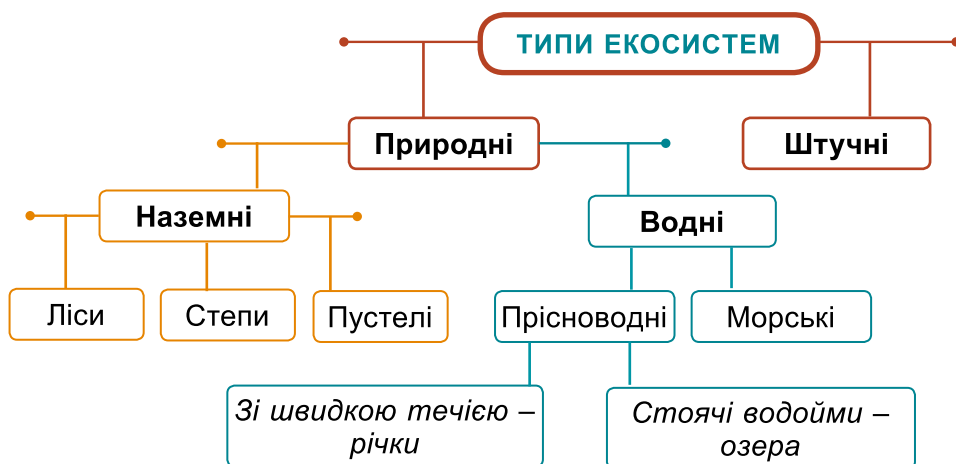 ТИПИ ЕКОСИСТЕМ
Природні
Штучні
Наземні
Водні
Ліси
Степи
Пустелі
Прісноводні
Морські
Зі швидкою течією –
річки
Стоячі водойми –
озера